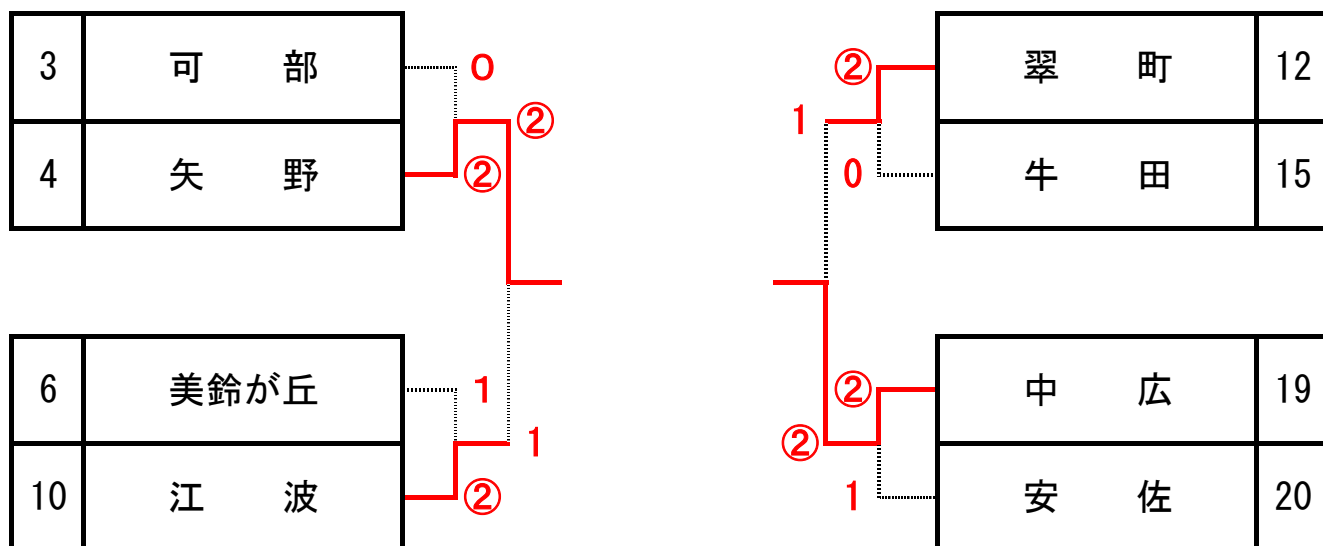 3 可 部 0 ② 翠 町 12
② 1
4 矢 野 ② 0 牛 田 15
6 美鈴が丘 1 ② 中 広 19
1 ②
10 江 波 ② 1 安 佐 20